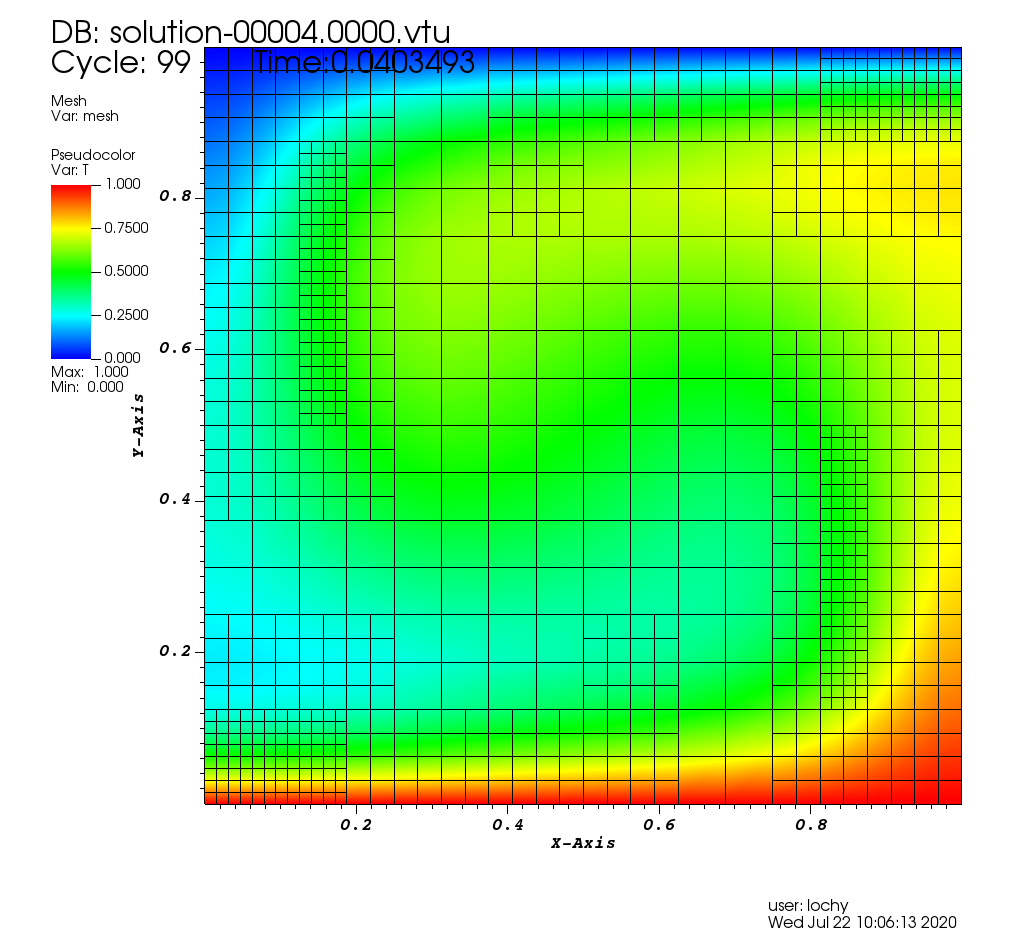 DB: solution-00004.0000.vtu
Cycle: 99 Time:0.0403493
Mesh
Var: mesh
Pseudocolor
Var: T
1.000
0.7500
0.5000
0.2500
0.000
Max: 1.000
Min: 0.000
Y-Axis
0.8
0.6
0.4
0.2
0.2 0.4 0.6 0.8
X-Axis
user: lochy
Wed Jul 22 10:06:13 2020